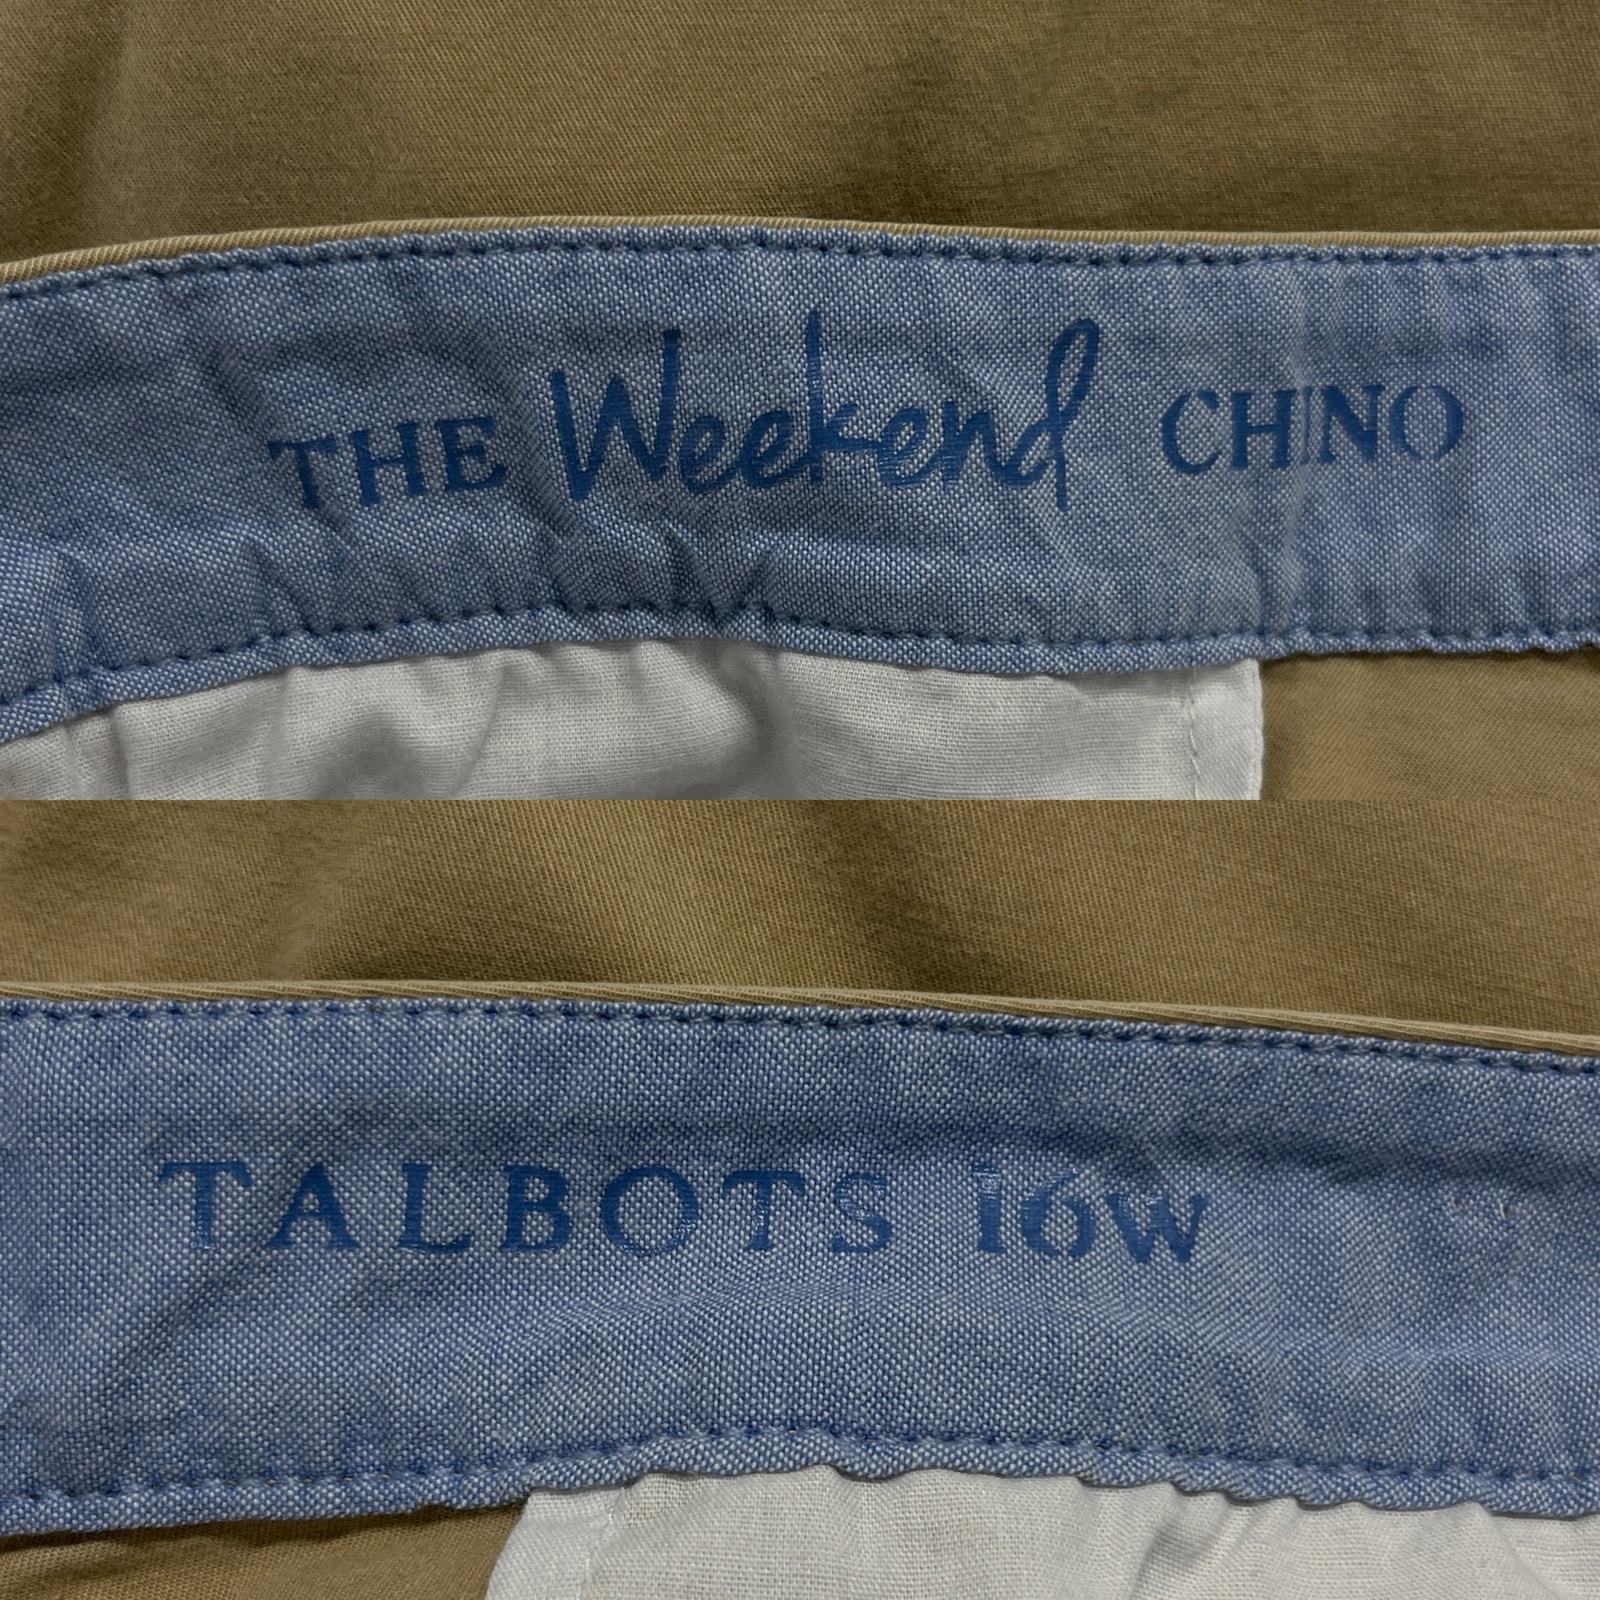 THE Weekend CHINO
TALBOTS 16W